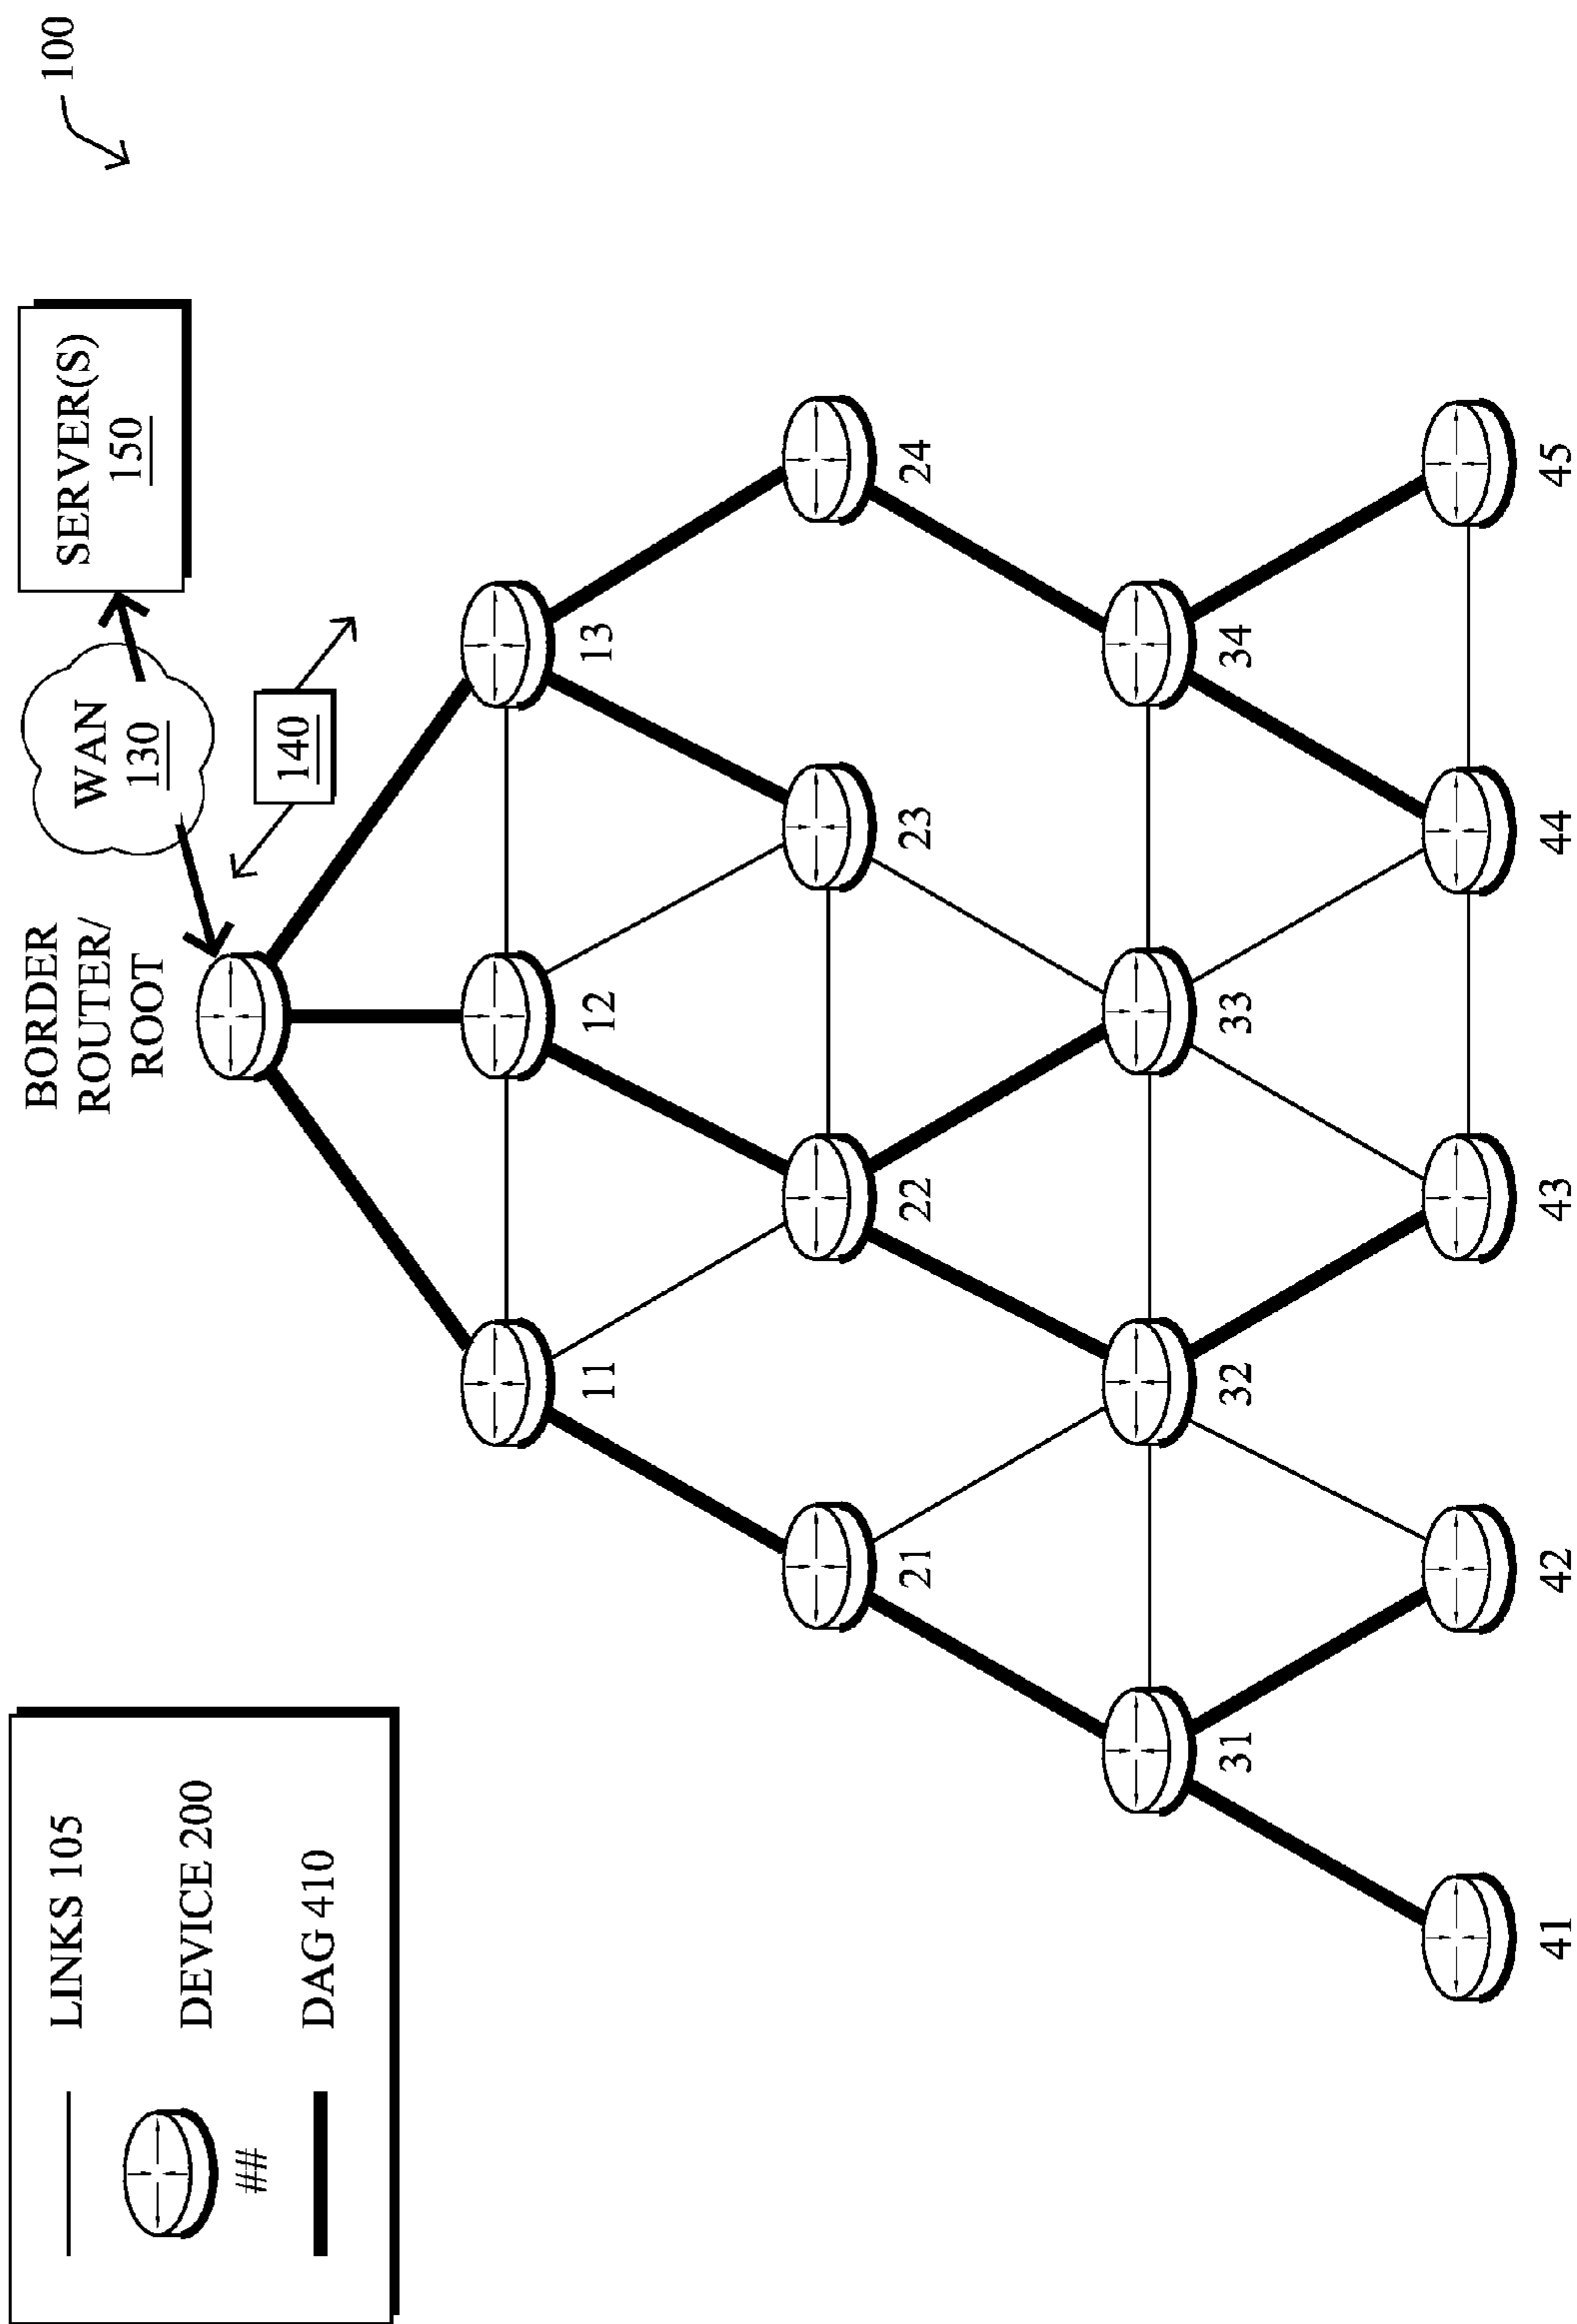 LINKS 105
DEVICE 200
##
DAG 410
BORDER
ROUTER/
ROOT
WAN
130
SERVER(S)
150
140
100
11
12
13
21
22
23
24
31
32
33
34
41
42
43
44
45